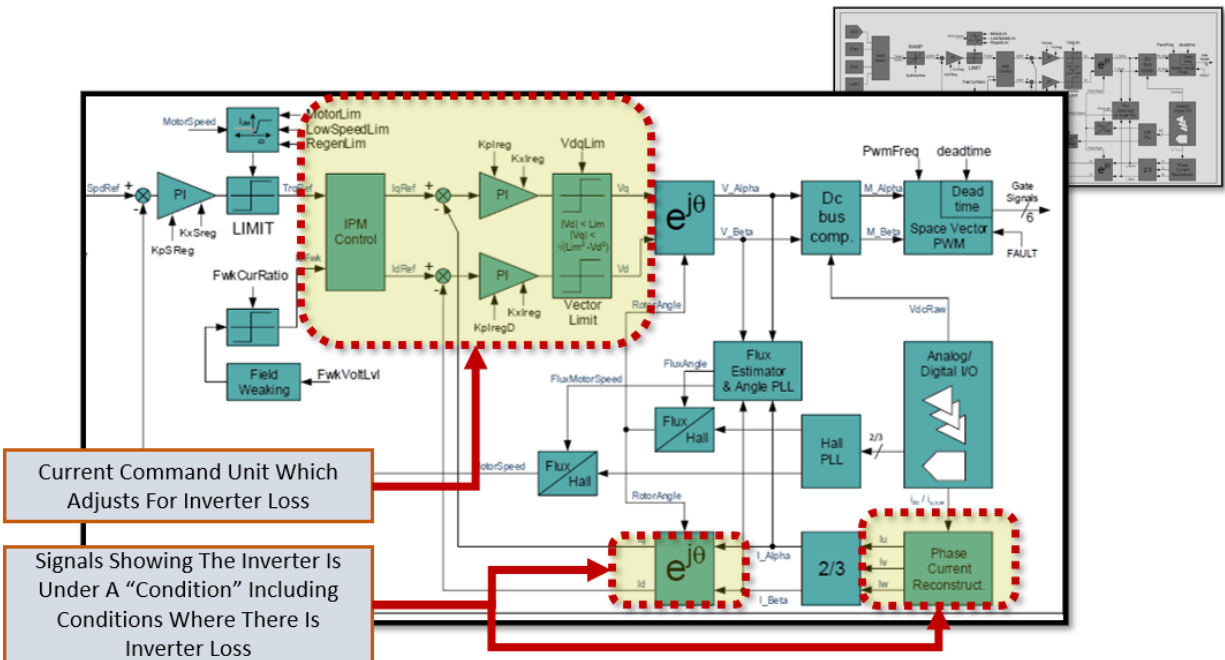 RAMP
LIMIT
MotorLim
LowSpeedLim
RegenLim
MotorSpeed
SpdRef
+
-
PI
KpSReg
KxSreg
LIMIT
TrqRef
IPM
Control
IqRef
IdRef
KpIreg
KxIreg
PI
VdqLim
|Vd| < Lim
|Vq| <
√(Lim² -Vd²)
Vector
Limit
PI
KpIregD
KxIreg
Vq
Vd
e^jθ
V_Alpha
V_Beta
RotorAngle
Dc
bus
comp.
M_Alpha
M_Beta
PwmFreq
deadtime
Dead
time
Space Vector
PWM
Gate
Signals
6
FAULT
VdcRaw
FwkCurRatio
Field
Weaking
FwkVoltLvl
Flux
Estimator
& Angle PLL
FluxAngle
FluxMotorSpeed
Flux
Hall
Flux
Hall
Hall
PLL
2/3
Analog/
Digital I/O
RotorAngle
e^jθ
Id
I_Alpha
I_Beta
2/3
Iu
Iv
Iw
Phase
Current
Reconstruct.
Current Command Unit Which
Adjusts For Inverter Loss
Signals Showing The Inverter Is
Under A “Condition” Including
Conditions Where There Is
Inverter Loss